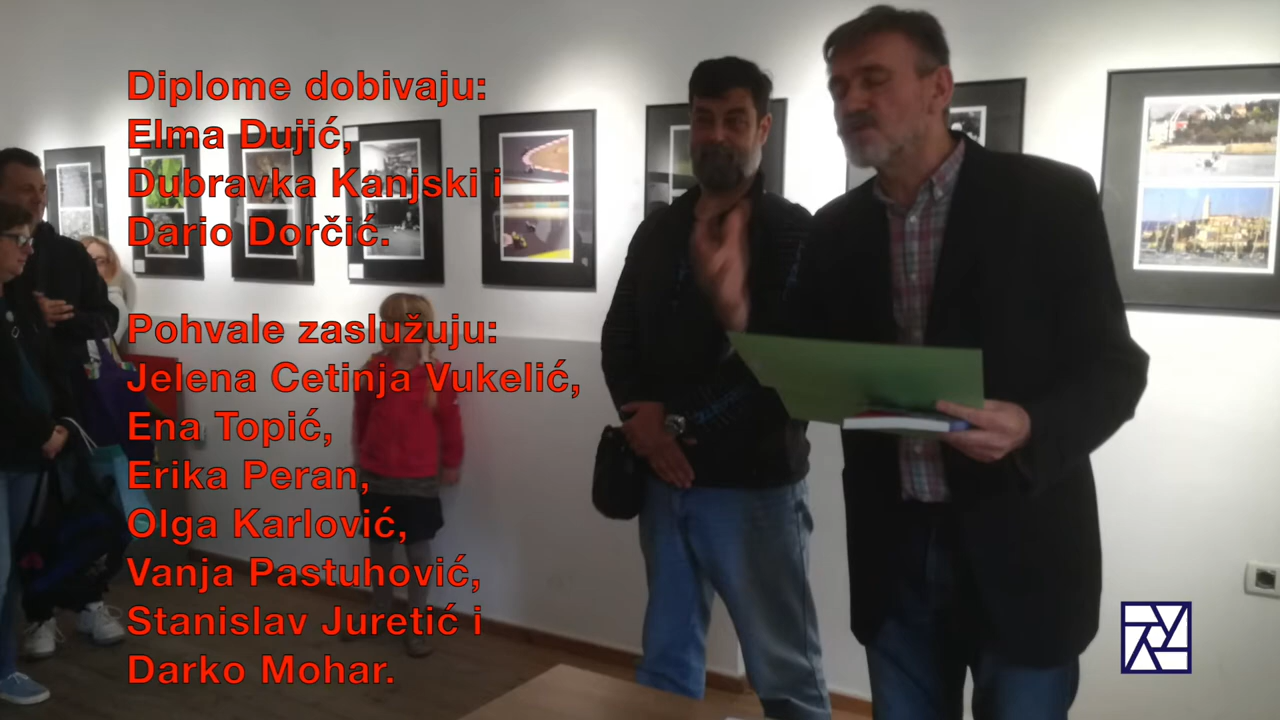 Diplome dobivaju:
Elma Dujić,
Dubravka Kanjski i
Dario Dorčić.
Pohvale zaslužuju:
Jelena Cetinja Vukelić,
Ena Topić,
Erika Peran,
Olga Karlović,
Vanja Pastuhović,
Stanislav Juretić i
Darko Mohar.